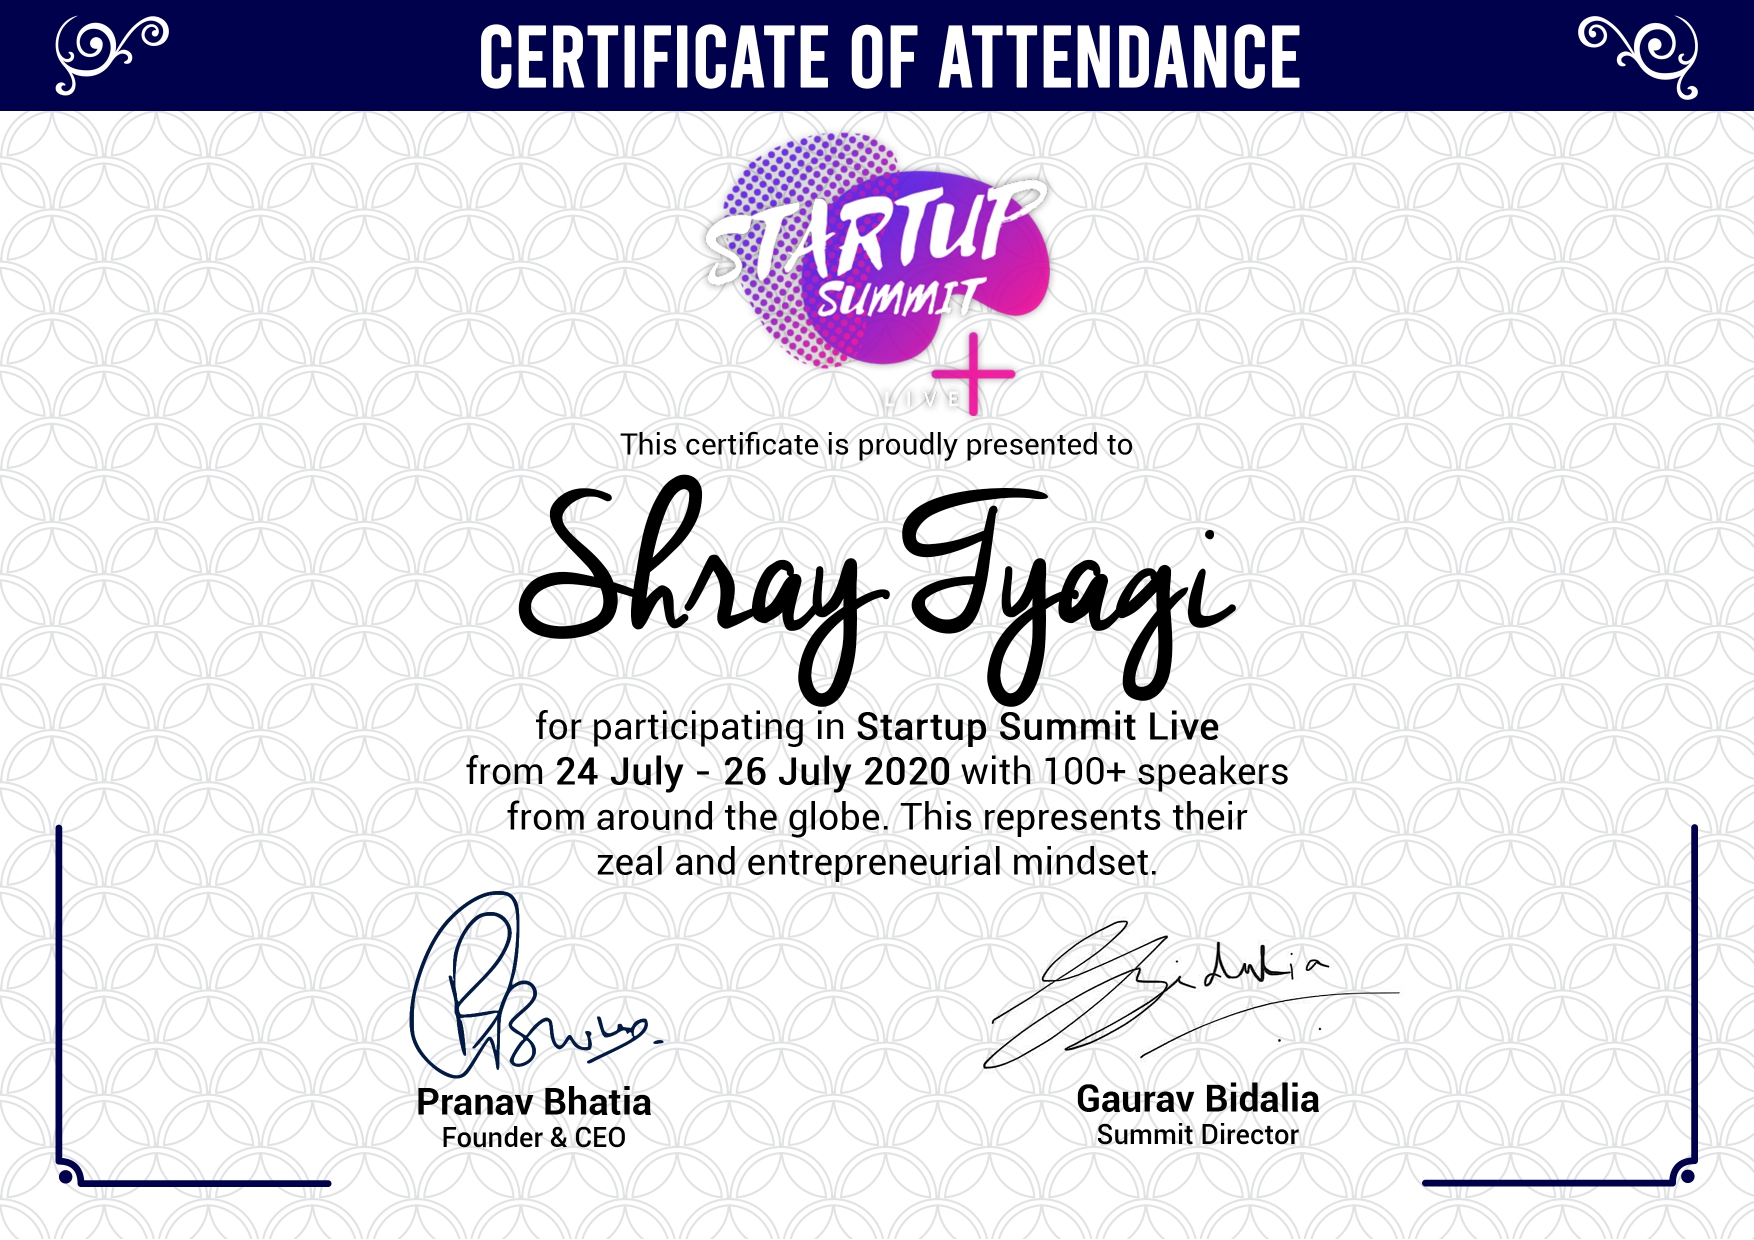 CERTIFICATE OF ATTENDANCE
STARTUP
SUMMIT
LIVE
This certificate is proudly presented to
Shray Tyagi
for participating in Startup Summit Live
from 24 July - 26 July 2020 with 100+ speakers
from around the globe. This represents their
zeal and entrepreneurial mindset.
Pranav Bhatia
Founder & CEO
Gaurav Bidalia
Summit Director